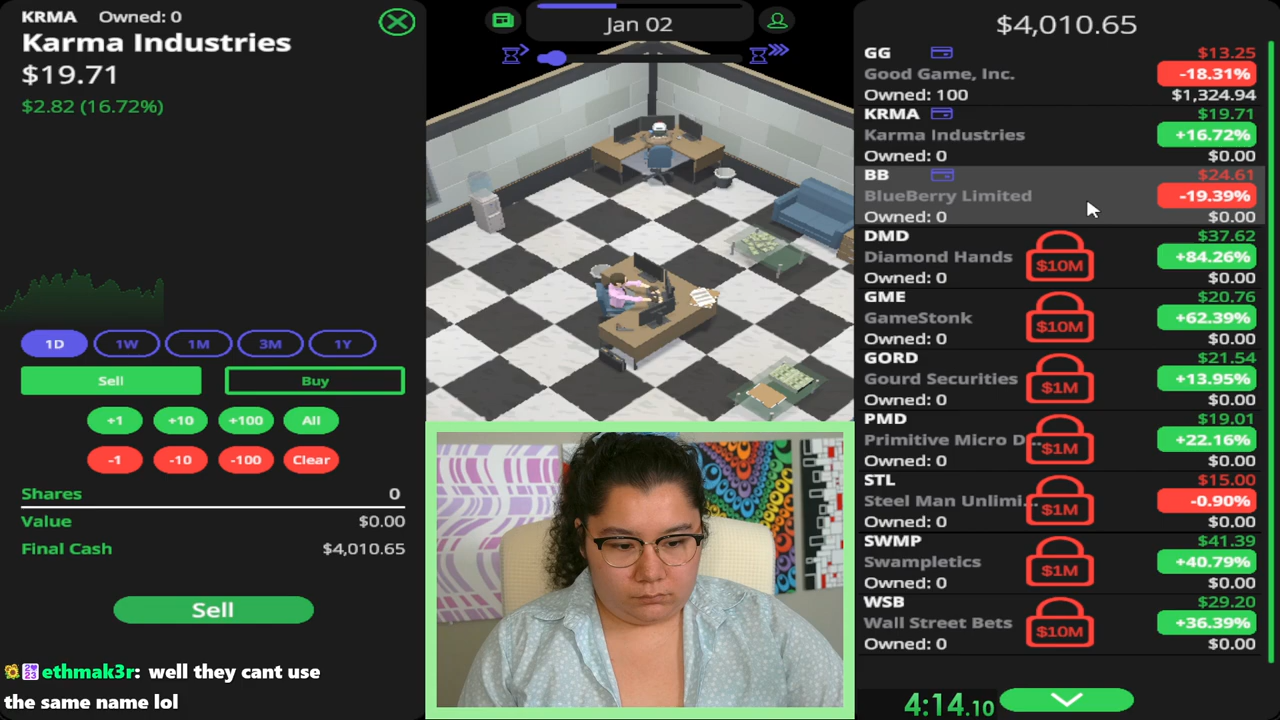 KRMA Owned: 0
Karma Industries
$19.71
$2.82 (16.72%)
1D 1W 1M 3M 1Y
Sell Buy
+1 +10 +100 All
-1 -10 -100 Clear
Shares 0
Value $0.00
Final Cash $4,010.65
Sell
ethmak3r: well they cant use
the same name lol
Jan 02
$4,010.65
GG $13.25
Good Game, Inc. -18.31%
Owned: 100 $1,324.94
KRMA $19.71
Karma Industries +16.72%
Owned: 0 $0.00
BB $24.61
BlueBerry Limited -19.39%
Owned: 0 $0.00
DMD $37.62
Diamond Hands $10M +84.26%
Owned: 0 $0.00
GME $20.76
GameStonk $10M +62.39%
Owned: 0 $0.00
GORD $21.54
Gourd Securities $1M +13.95%
Owned: 0 $0.00
PMD $19.01
Primitive Micro D... $1M +22.16%
Owned: 0 $0.00
STL $15.00
Steel Man Unlimi... $1M -0.90%
Owned: 0 $0.00
SWMP $41.39
Swampletics $1M +40.79%
Owned: 0 $0.00
WSB $29.20
Wall Street Bets $10M +36.39%
Owned: 0 $0.00
4:14.10